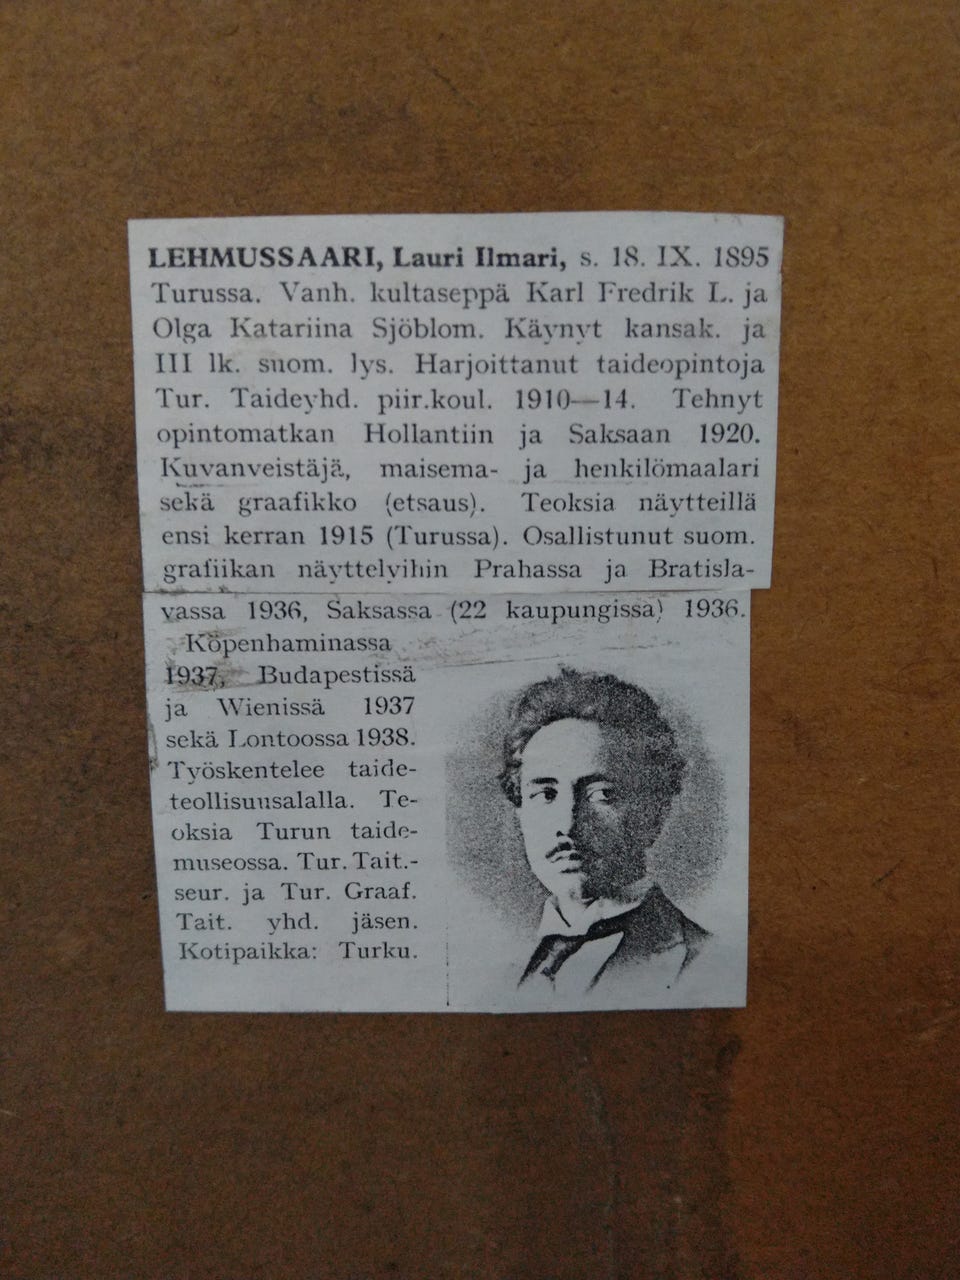 LEHMUSSAARI, Lauri Ilmari, s. 18. IX. 1895
Turussa. Vanh. kultaseppä Karl Fredrik L. ja
Olga Katariina Sjöblom. Käynyt kansak. ja
III lk. suom. lys. Harjoittanut taideopintoja
Tur. Taideyhd. piir.koul. 1910—14. Tehnyt
opintomatkan Hollantiin ja Saksaan 1920.
Kuvanveistäjä, maisema- ja henkilömaalari
sekä graafikko (etsaus). Teoksia näytteillä
ensi kerran 1915 (Turussa). Osallistunut suom.
grafiikan näyttelyihin Prahassa ja Bratisla-
vassa 1936, Saksassa (22 kaupungissa) 1936.
Köpenhaminassa
1937, Budapestissä
ja Wienissä 1937
sekä Lontoossa 1938.
Työskentelee taide-
teollisuusalalla. Te-
oksia Turun taide-
museossa. Tur. Tait.-
seur. ja Tur. Graaf.
Tait. yhd. jäsen.
Kotipaikka: Turku.